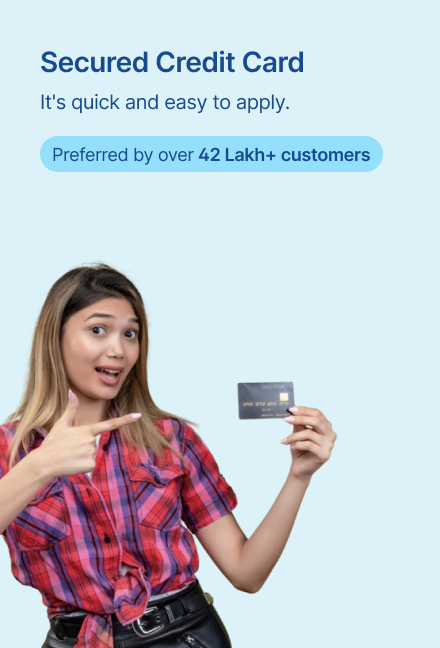 Secured Credit Card
It's quick and easy to apply.
Preferred by over 42 Lakh+ customers